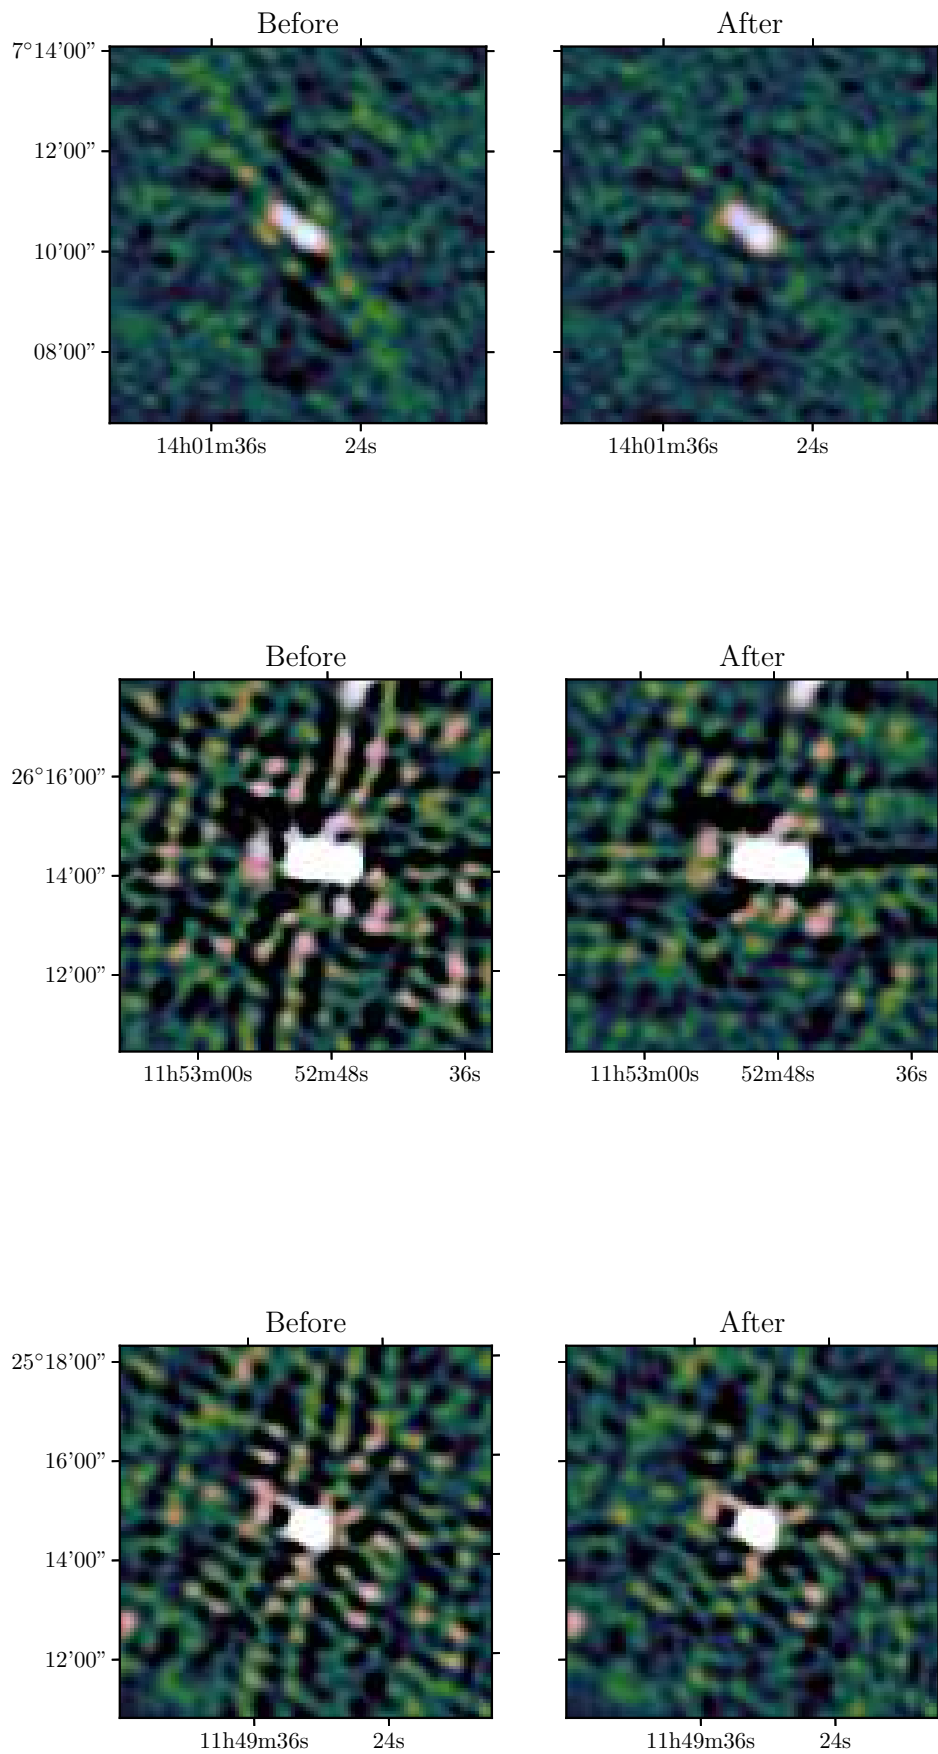 Before After
7°14'00"
12'00"
10'00"
08'00"
14h01m36s 24s 14h01m36s 24s
Before After
26°16'00"
14'00"
12'00"
11h53m00s 52m48s 36s 11h53m00s 52m48s 36s
Before After
25°18'00"
16'00"
14'00"
12'00"
11h49m36s 24s 11h49m36s 24s